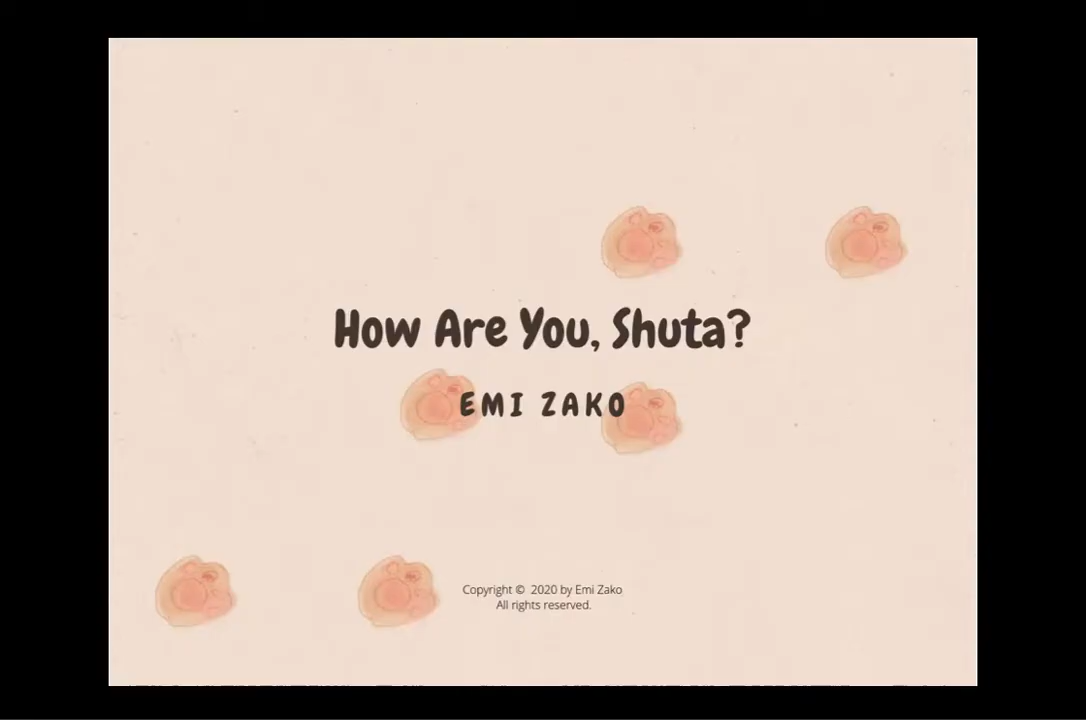 How Are You, Shuta?
EMI ZAKO
Copyright © 2020 by Emi Zako
All rights reserved.